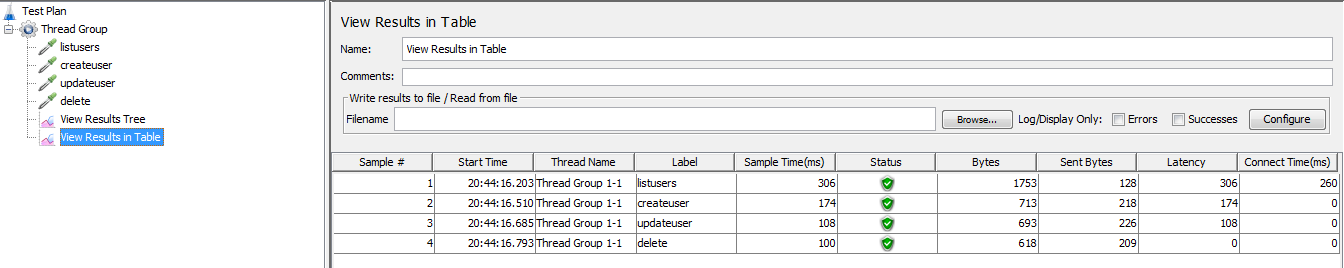 Test Plan
Thread Group
listusers
createuser
updateuser
delete
View Results Tree
View Results in Table
View Results in Table
Name: View Results in Table
Comments:
Write results to file / Read from file
Filename Browse... Log/Display Only: Errors Successes Configure
Sample # Start Time Thread Name Label Sample Time(ms) Status Bytes Sent Bytes Latency Connect Time(ms)
1 20:44:16.203 Thread Group 1-1 listusers 306 1753 128 306 260
2 20:44:16.510 Thread Group 1-1 createuser 174 713 218 174 0
3 20:44:16.685 Thread Group 1-1 updateuser 108 693 226 108 0
4 20:44:16.793 Thread Group 1-1 delete 100 618 209 0 0